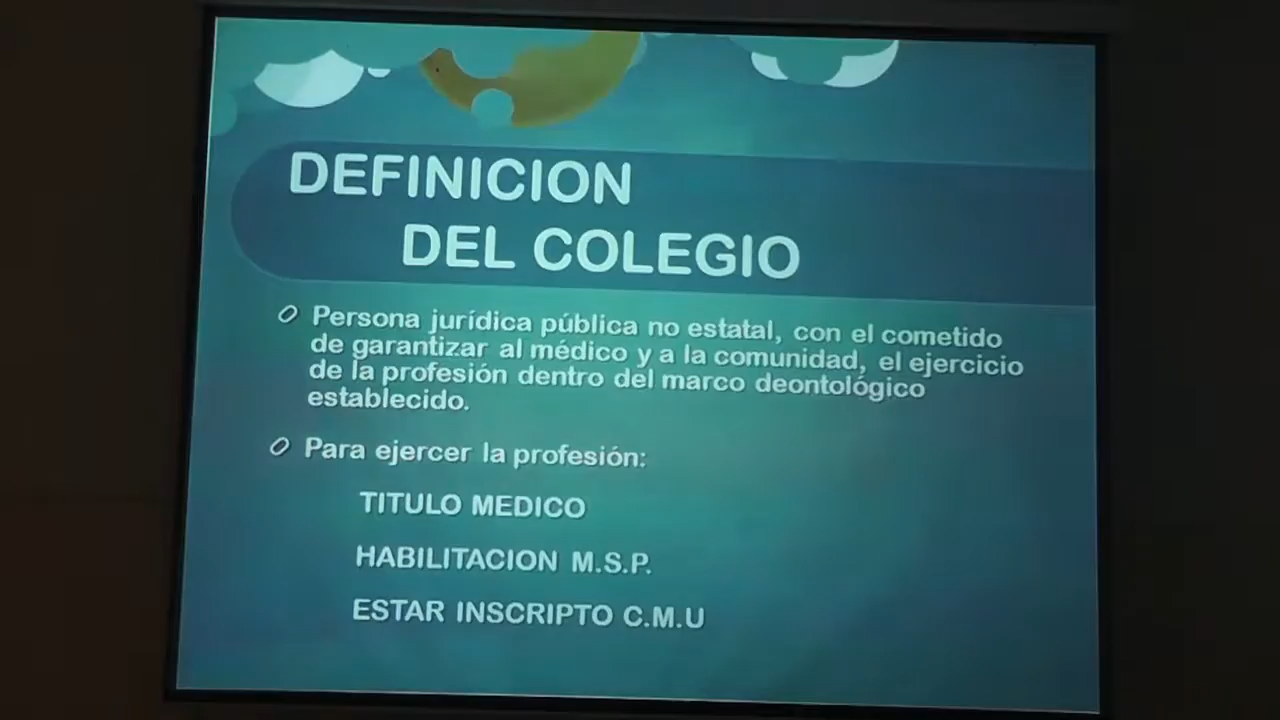 DEFINICION
DEL COLEGIO
Persona jurídica pública no estatal, con el cometido
de garantizar al médico y a la comunidad, el ejercicio
de la profesión dentro del marco deontológico
establecido.
Para ejercer la profesión:
TITULO MEDICO
HABILITACION M.S.P.
ESTAR INSCRIPTO C.M.U